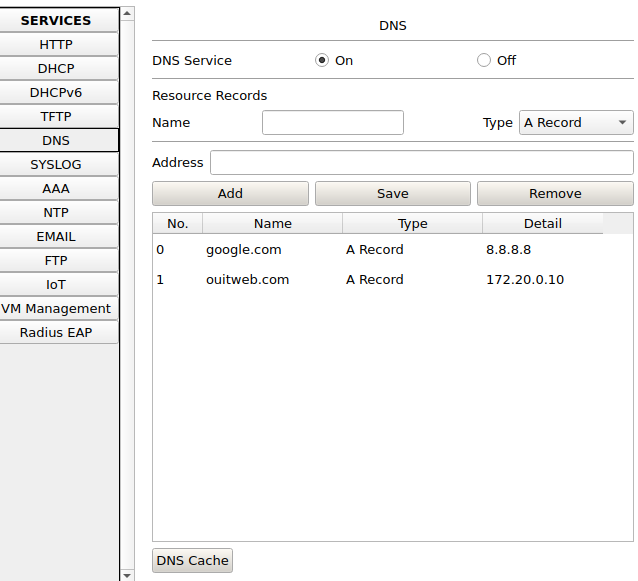 SERVICES
HTTP
DHCP
DHCPv6
TFTP
DNS
SYSLOG
AAA
NTP
EMAIL
FTP
IoT
VM Management
Radius EAP
DNS
DNS Service On Off
Resource Records
Name Type A Record
Address
Add Save Remove
No. Name Type Detail
0 google.com A Record 8.8.8.8
1 ouitweb.com A Record 172.20.0.10
DNS Cache